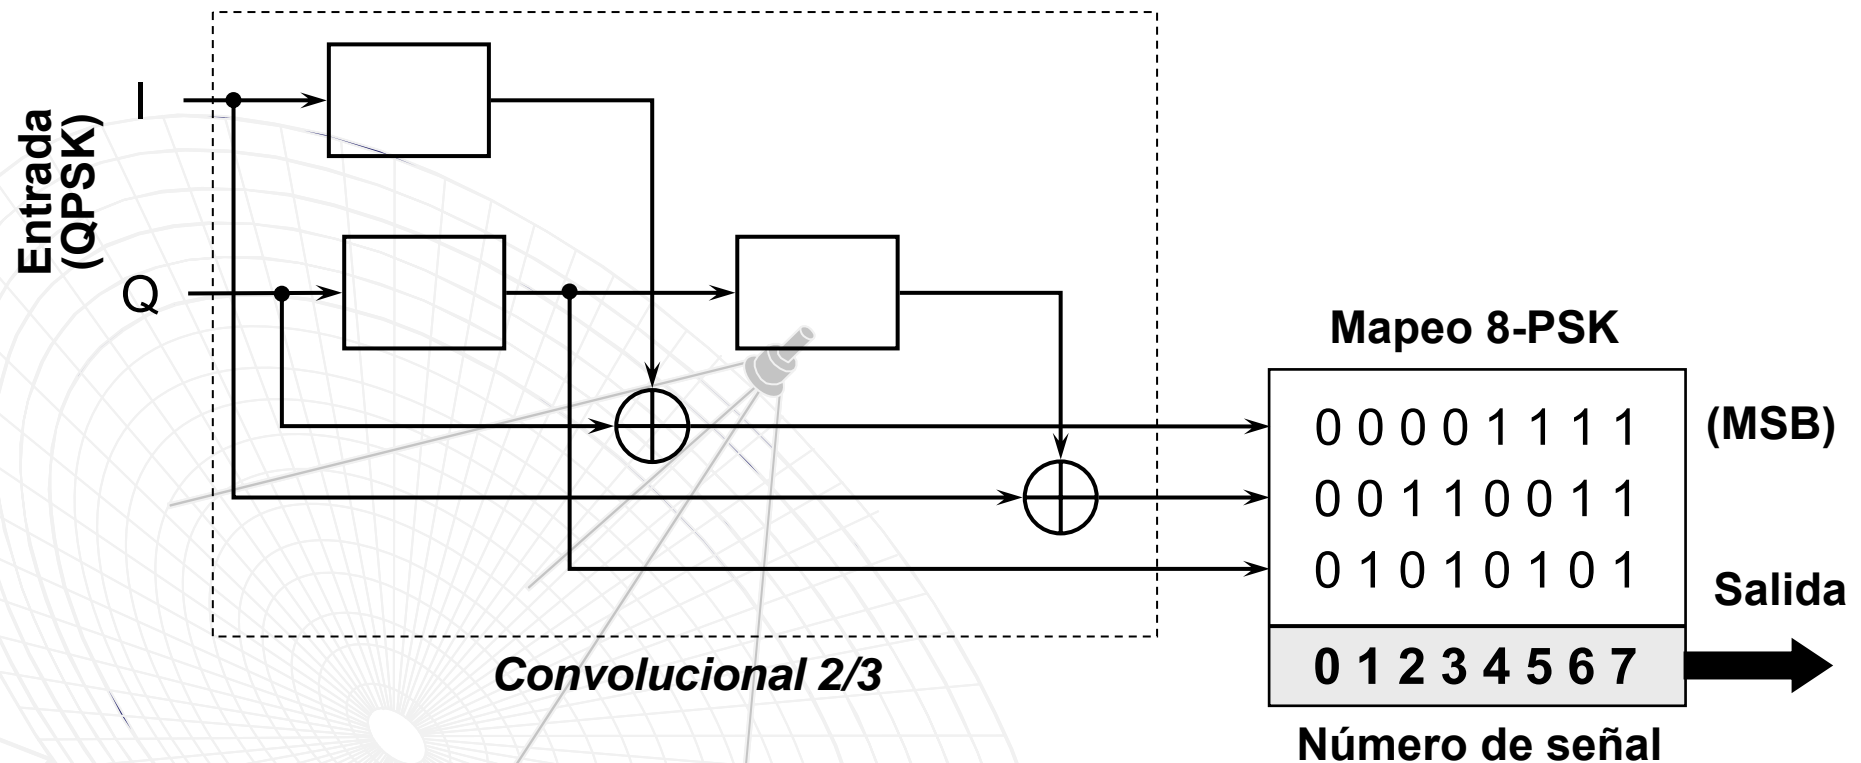 Entrada
(QPSK)
I
Q
Convolucional 2/3
Mapeo 8-PSK
0 0 0 0 1 1 1 1
(MSB)
0 0 1 1 0 0 1 1
0 1 0 1 0 1 0 1
Salida
0 1 2 3 4 5 6 7
Número de señal